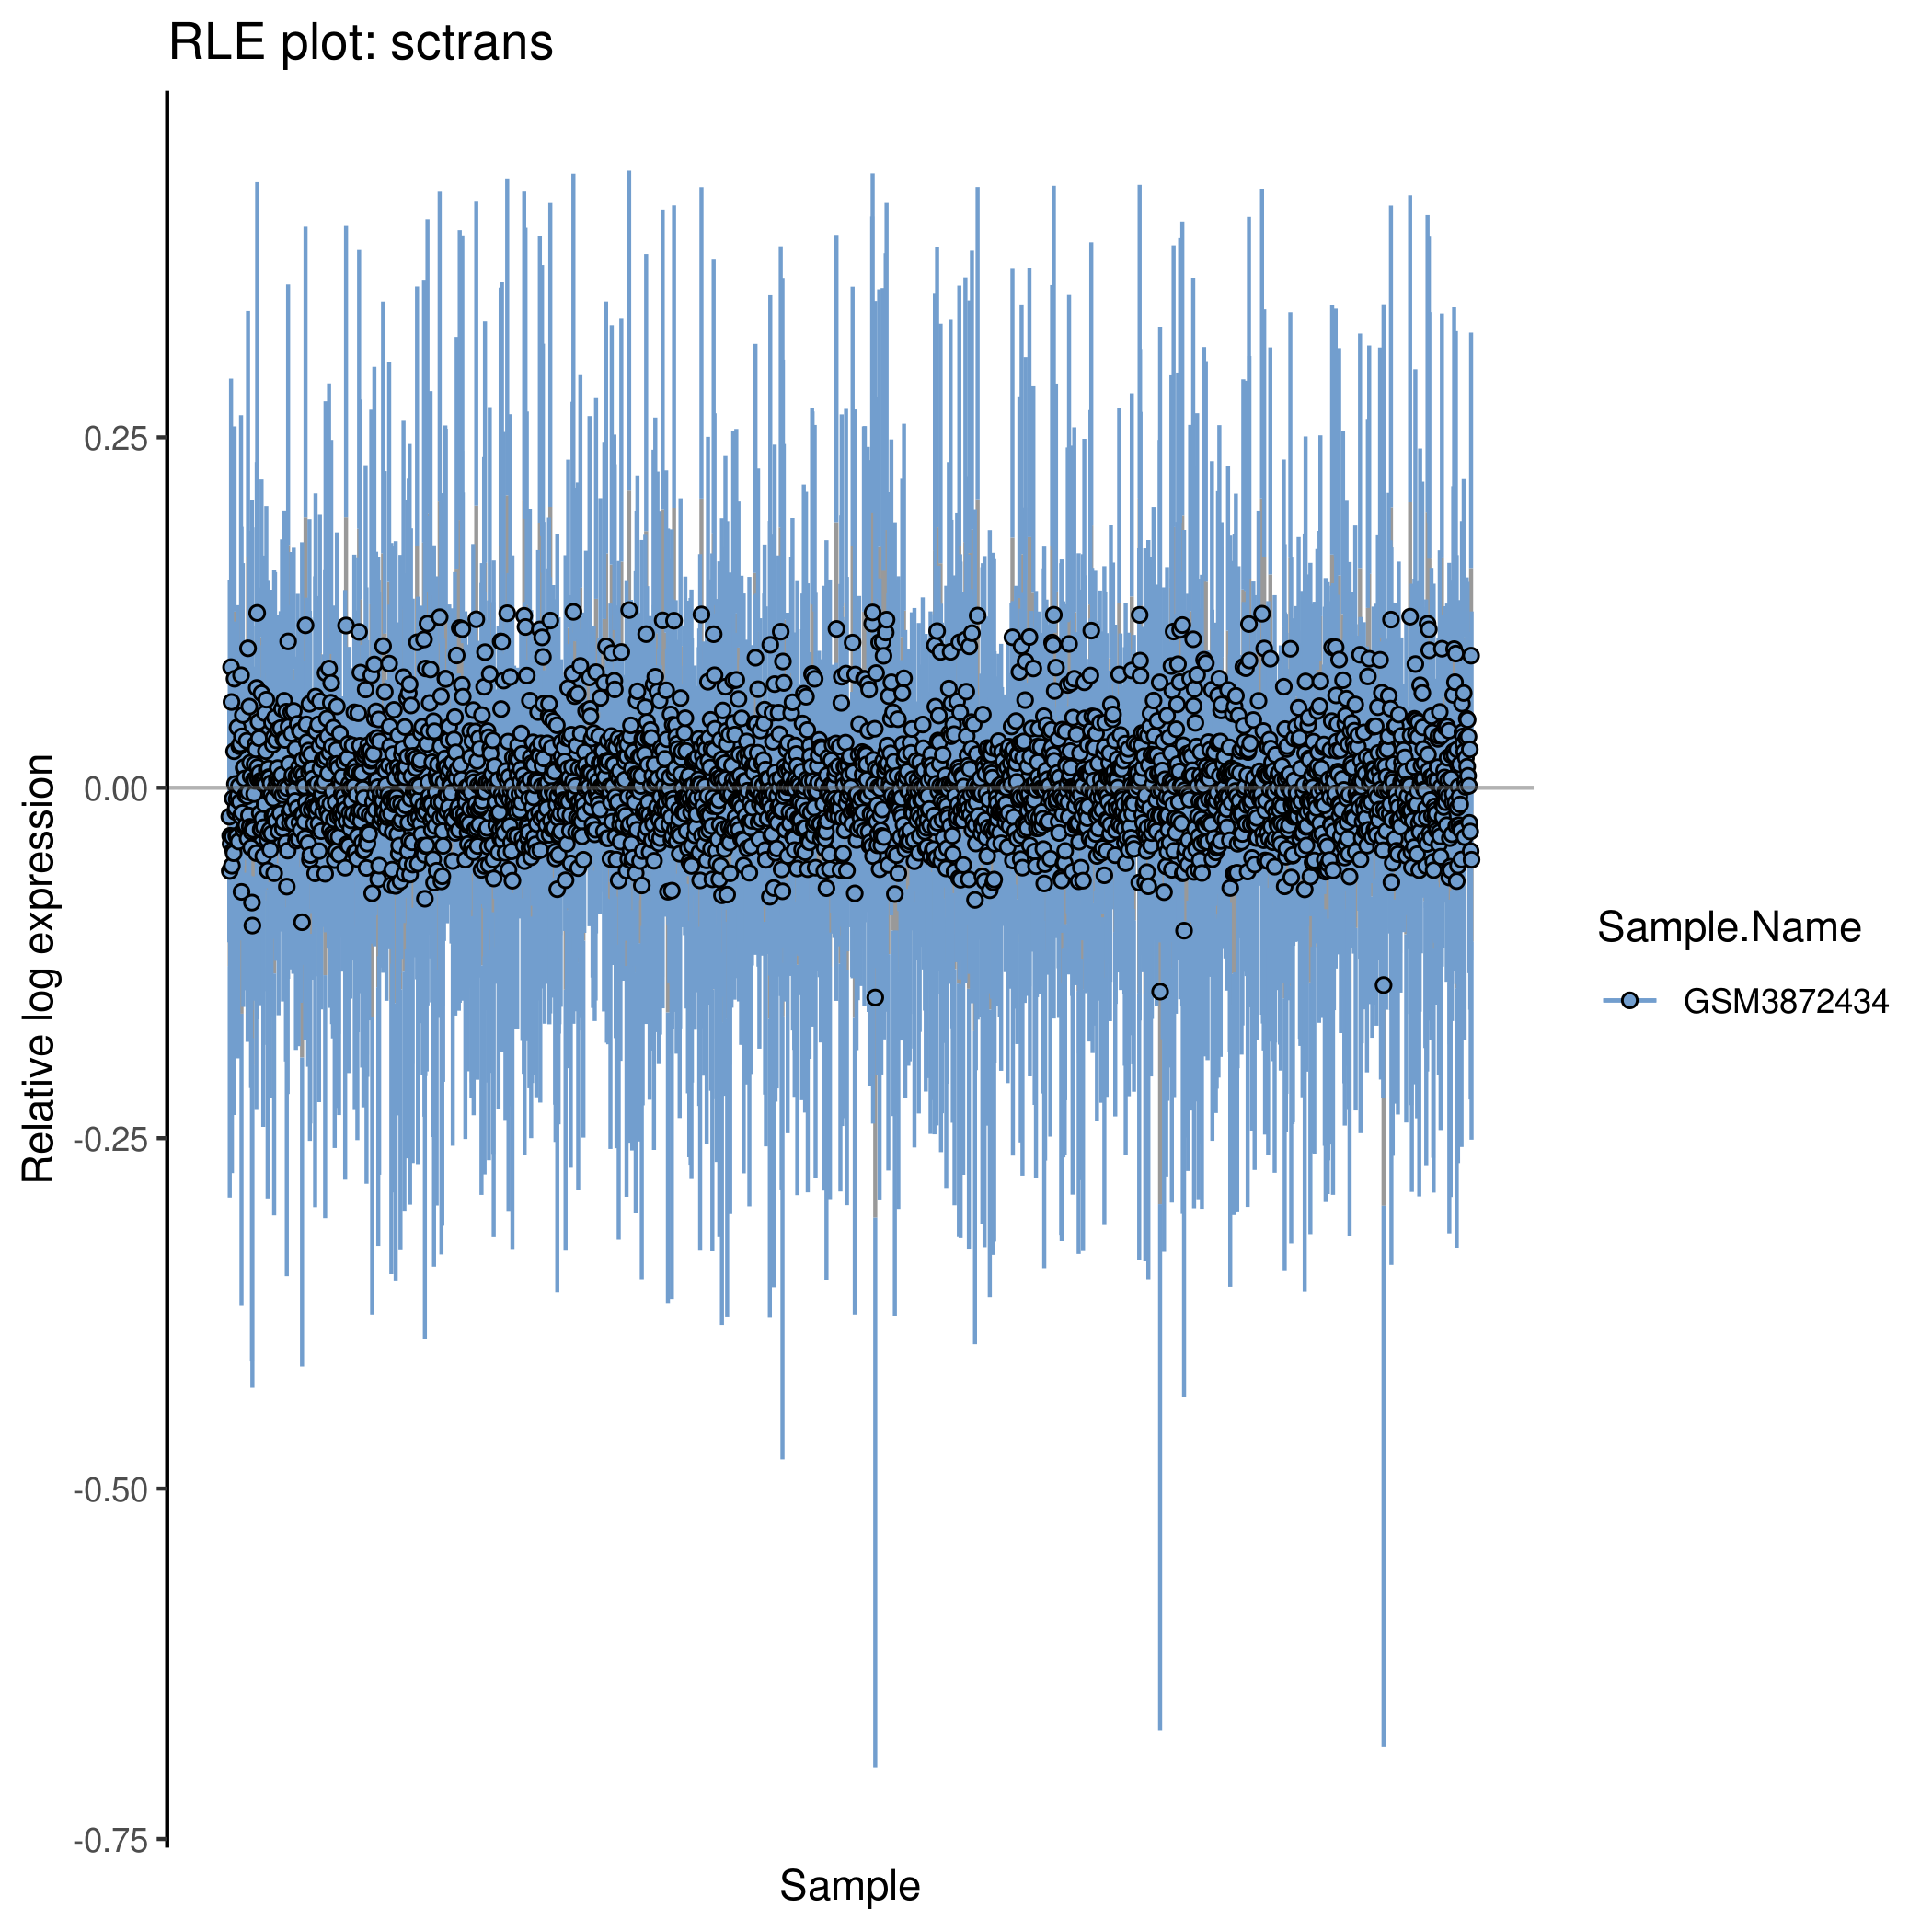 RLE plot: sctrans
Relative log expression
0.25
0.00
-0.25
-0.50
-0.75
Sample
Sample.Name
GSM3872434